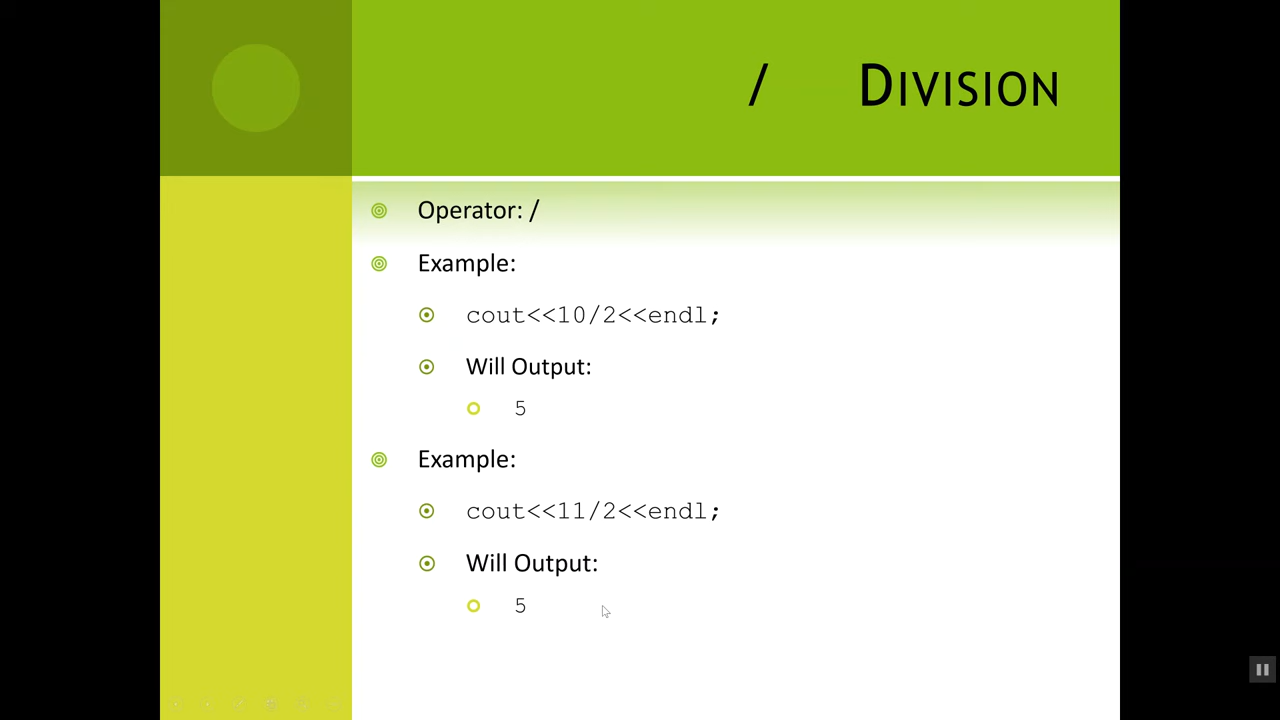 / Division
Operator: /
Example:
cout<<10/2<<endl;
Will Output:
5
Example:
cout<<11/2<<endl;
Will Output:
5